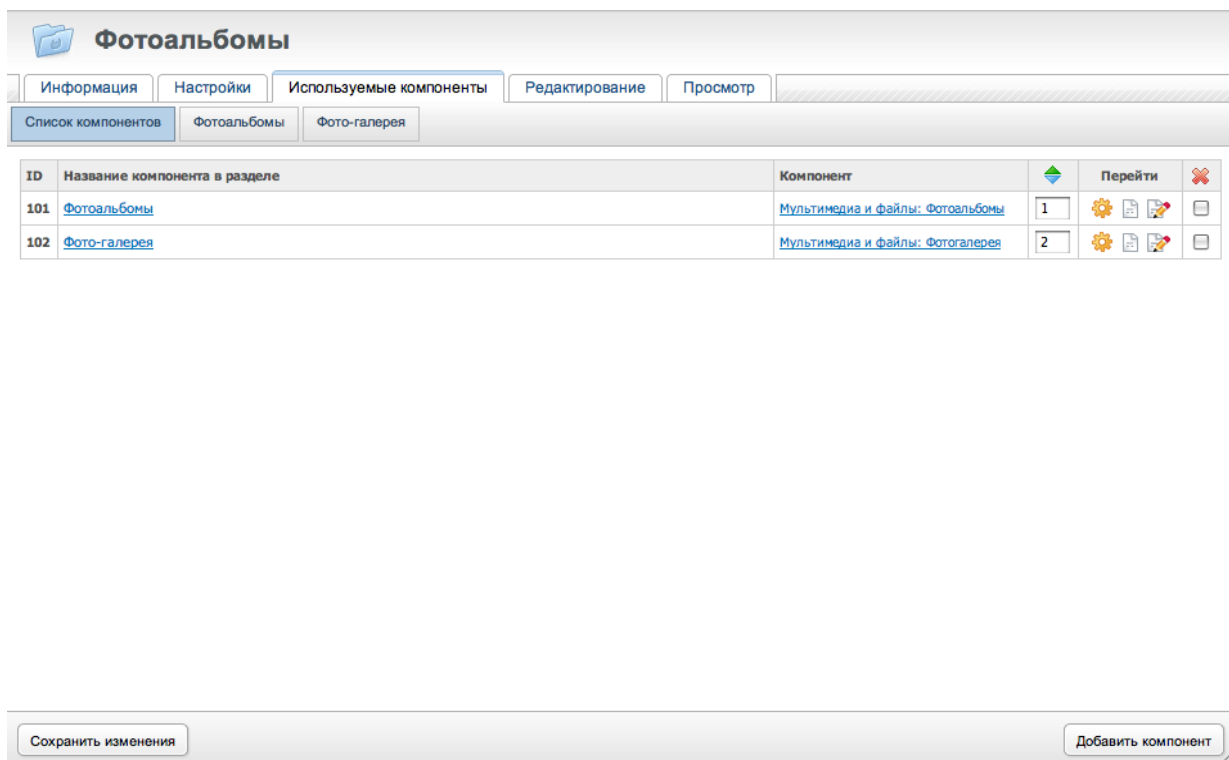 Фотоальбомы
Информация Настройки Используемые компоненты Редактирование Просмотр
Список компонентов Фотоальбомы Фото-галерея
ID Название компонента в разделе Компонент Перейти
101 Фотоальбомы Мультимедиа и файлы: Фотоальбомы 1
102 Фото-галерея Мультимедиа и файлы: Фотогалерея 2
Сохранить изменения Добавить компонент